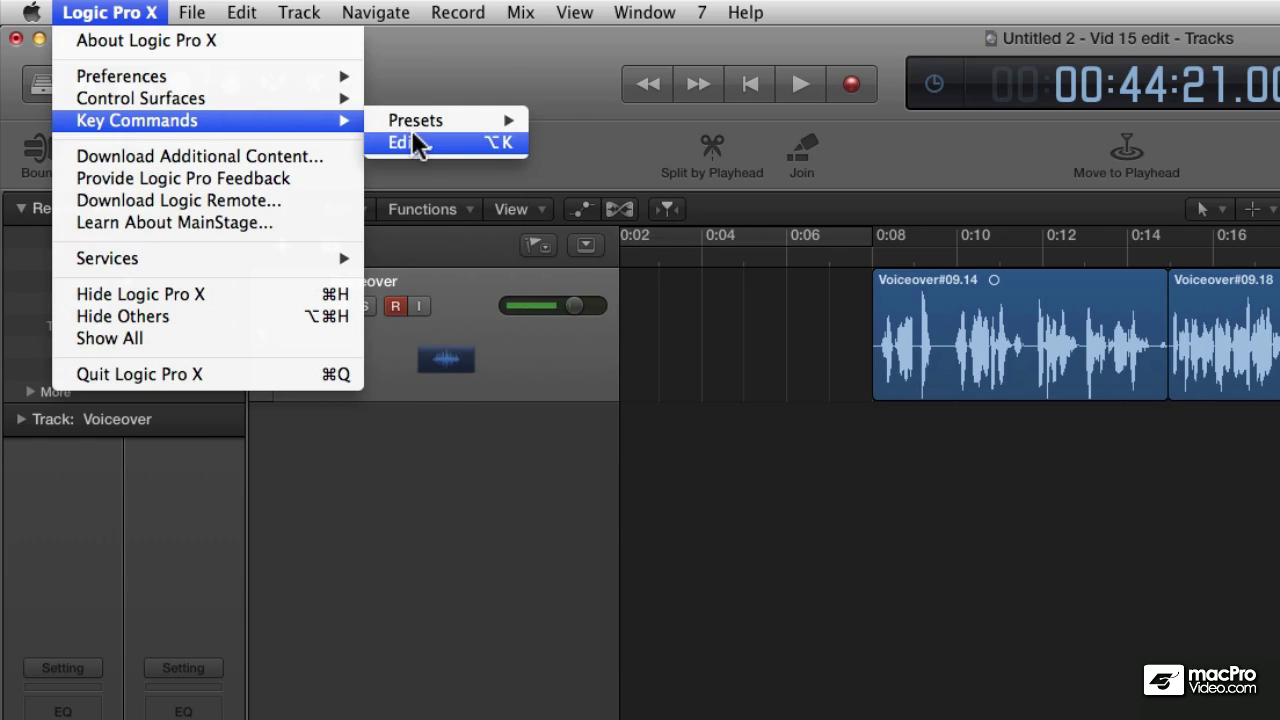 Logic Pro X File Edit Track Navigate Record Mix View Window 7 Help
Untitled 2 - Vid 15 edit - Tracks
About Logic Pro X
Preferences
Control Surfaces
Key Commands
Presets
⌥K
Download Additional Content...
Provide Logic Pro Feedback
Download Logic Remote...
Learn About MainStage...
Services
Hide Logic Pro X ⌘H
Hide Others ⌥⌘H
Show All
Quit Logic Pro X ⌘Q
00:44:21.00
Split by Playhead
Join
Move to Playhead
Functions
View
0:02 0:04 0:06 0:08 0:10 0:12 0:14 0:16
R I
Voiceover#09.14
Voiceover#09.18
More
Track: Voiceover
Setting Setting
EQ EQ
macPro
Video.com